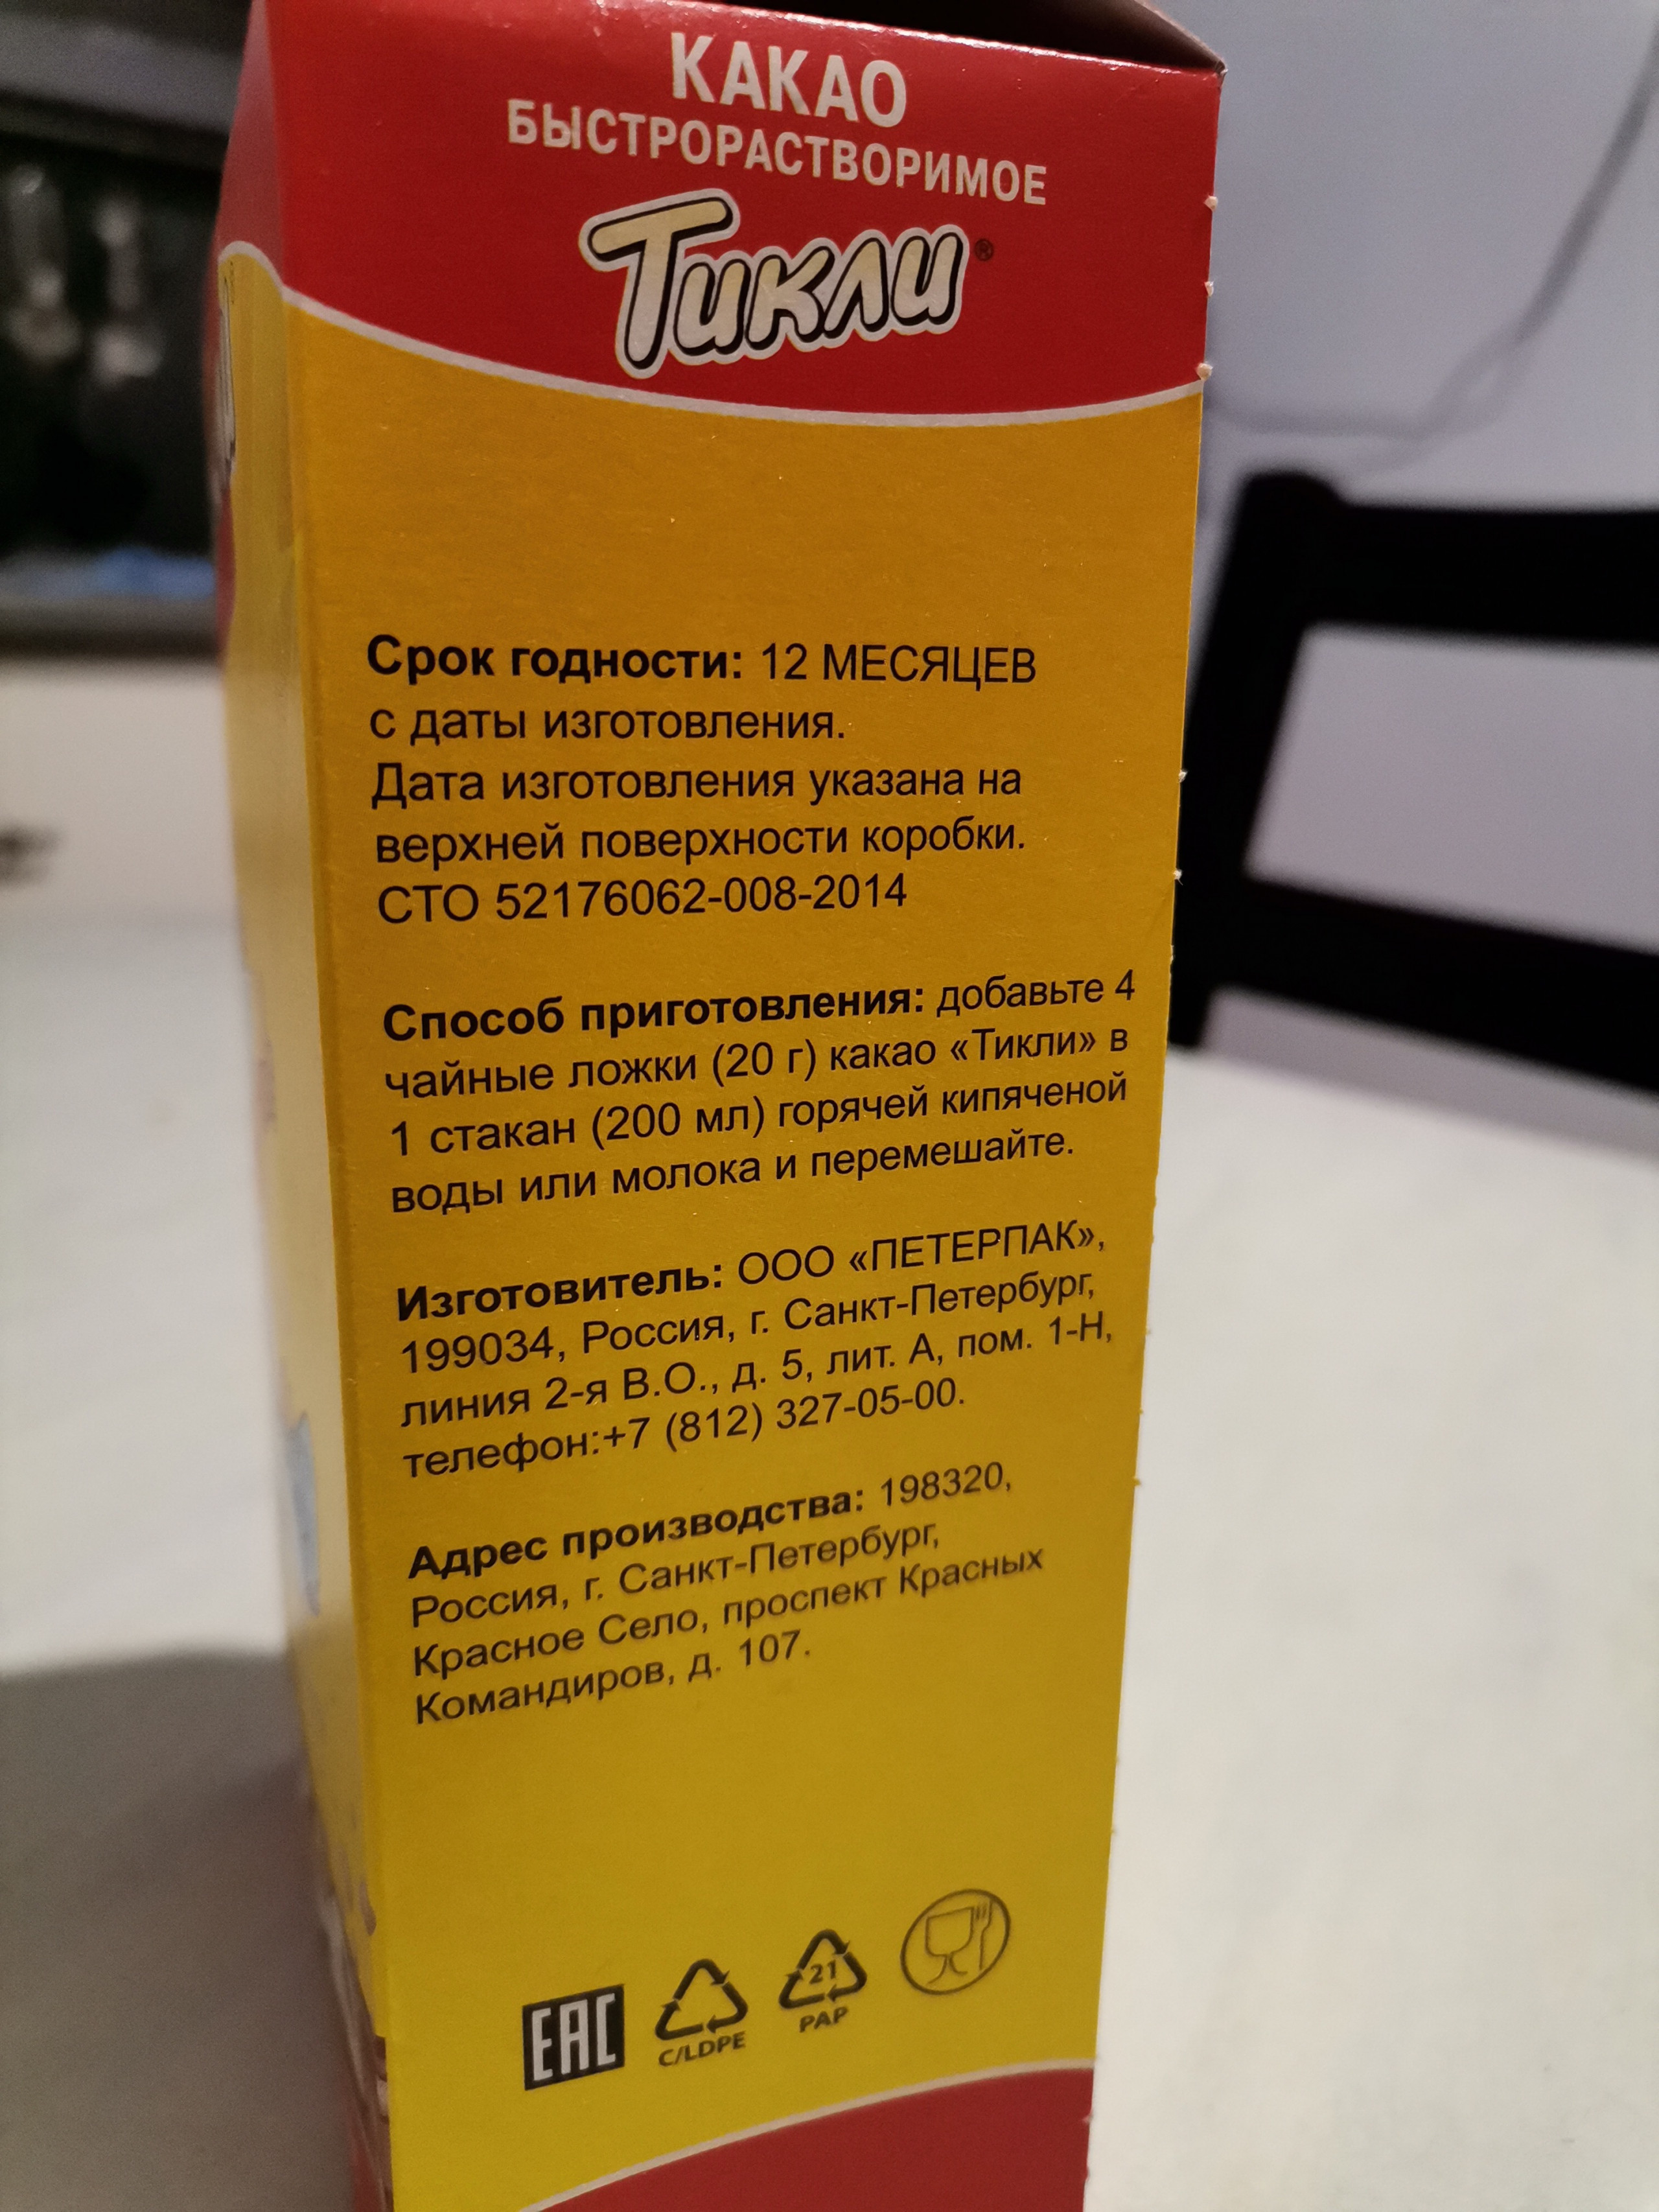 КАКАО
БЫСТРОРАСТВОРИМОЕ
Тикли®
Срок годности: 12 МЕСЯЦЕВ
с даты изготовления.
Дата изготовления указана на
верхней поверхности коробки.
СТО 52176062-008-2014
Способ приготовления: добавьте 4
чайные ложки (20 г) какао «Тикли» в
1 стакан (200 мл) горячей кипяченой
воды или молока и перемешайте.
Изготовитель: ООО «ПЕТЕРПАК»,
199034, Россия, г. Санкт-Петербург,
линия 2-я В.О., д. 5, лит. А, пом. 1-Н,
телефон:+7 (812) 327-05-00.
Адрес производства: 198320,
Россия, г. Санкт-Петербург,
Красное Село, проспект Красных
Командиров, д. 107.
EAC
21
C/LDPE PAP